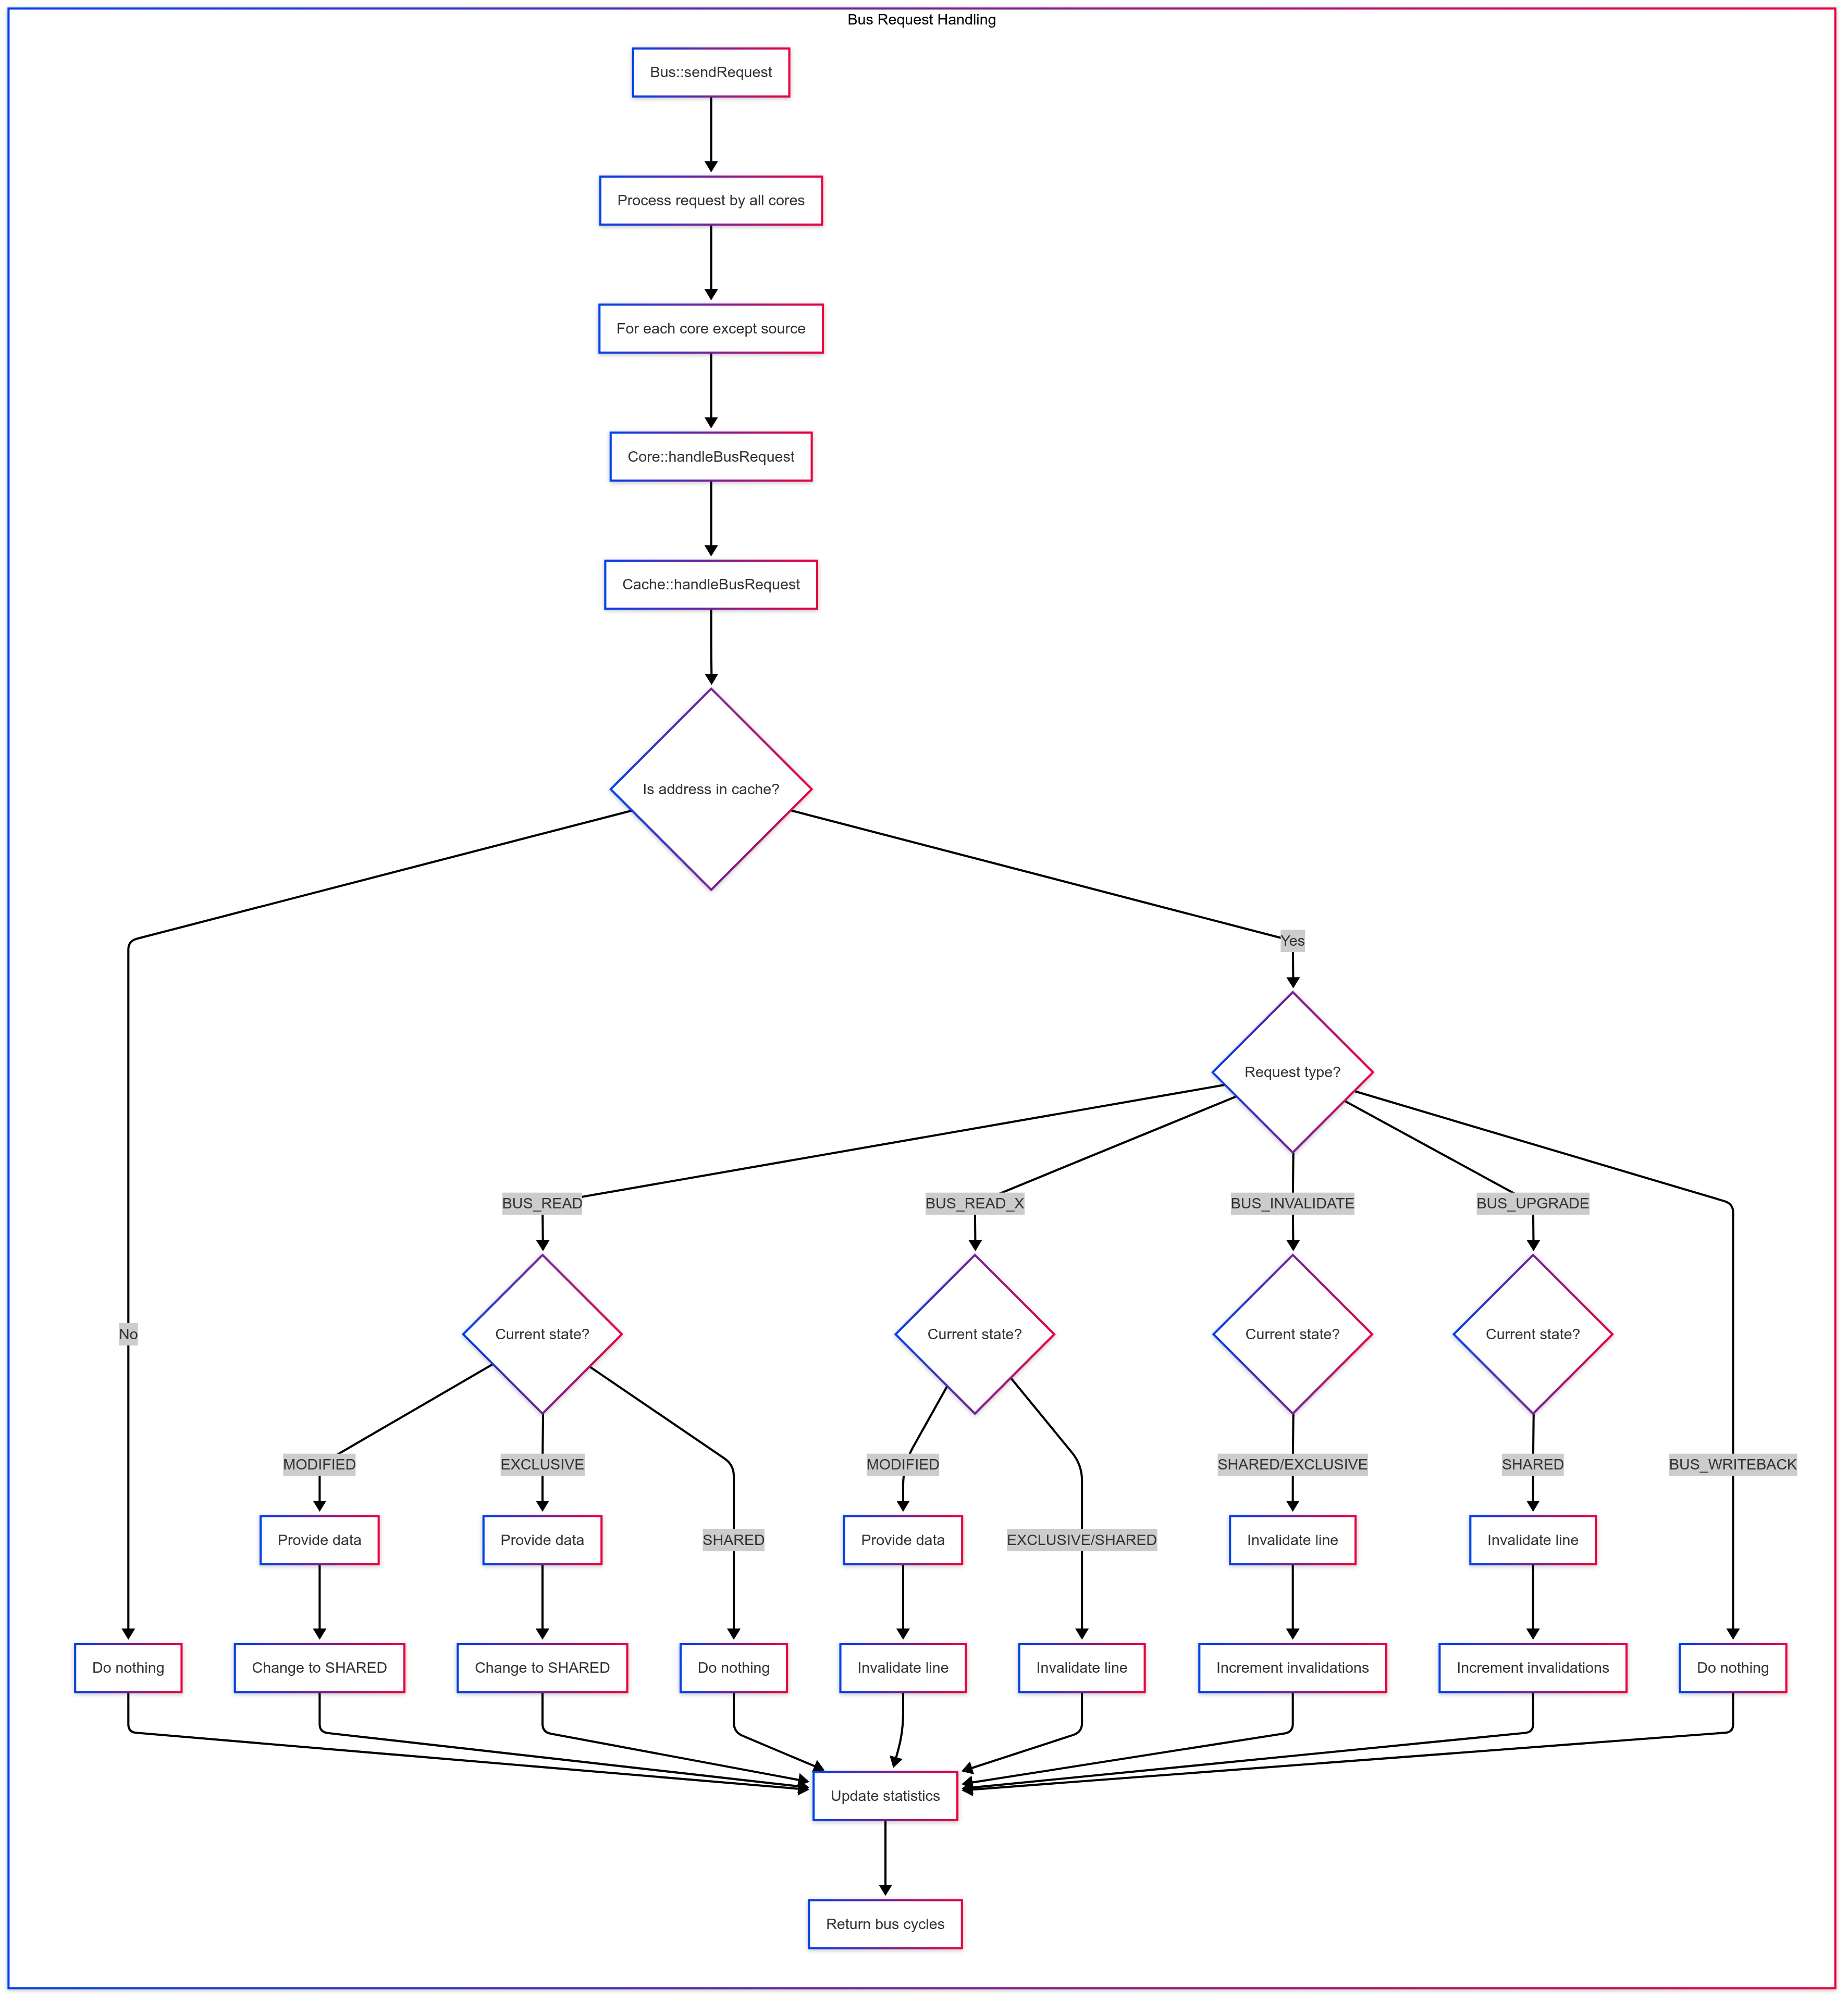 Bus Request Handling
Bus::sendRequest
Process request by all cores
For each core except source
Core::handleBusRequest
Cache::handleBusRequest
Is address in cache?
Yes
Request type?
BUS_READ
BUS_READ_X
BUS_INVALIDATE
BUS_UPGRADE
No
Current state?
Current state?
Current state?
Current state?
MODIFIED
EXCLUSIVE
MODIFIED
SHARED/EXCLUSIVE
SHARED
BUS_WRITEBACK
Provide data
Provide data
SHARED
Provide data
EXCLUSIVE/SHARED
Invalidate line
Invalidate line
Do nothing
Change to SHARED
Change to SHARED
Do nothing
Invalidate line
Invalidate line
Increment invalidations
Increment invalidations
Do nothing
Update statistics
Return bus cycles